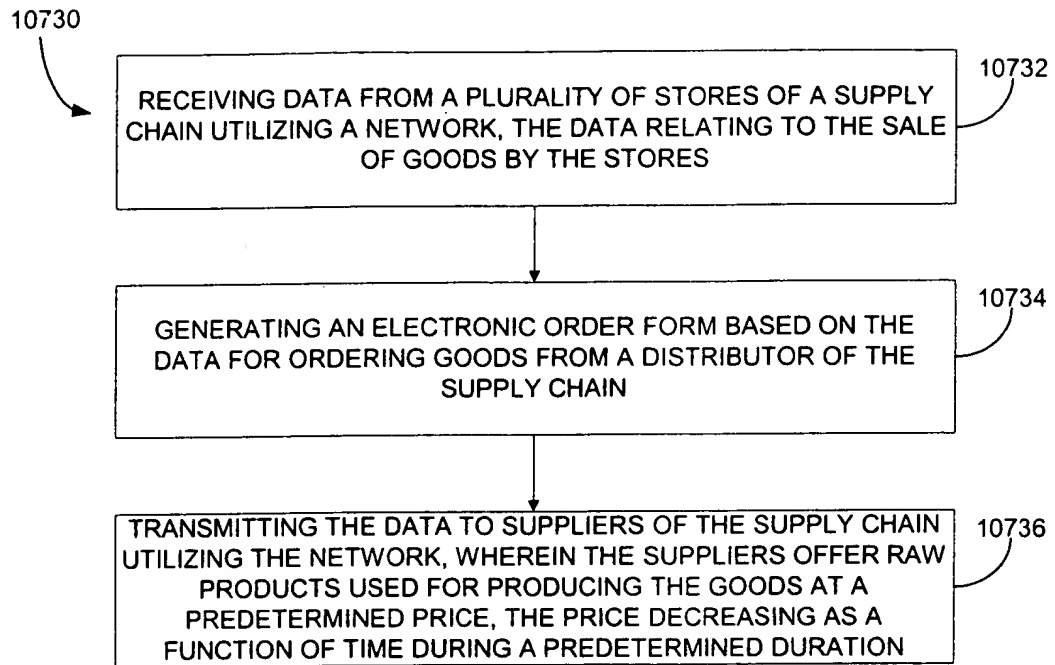 10730
10732
RECEIVING DATA FROM A PLURALITY OF STORES OF A SUPPLY
CHAIN UTILIZING A NETWORK, THE DATA RELATING TO THE SALE
OF GOODS BY THE STORES
10734
GENERATING AN ELECTRONIC ORDER FORM BASED ON THE
DATA FOR ORDERING GOODS FROM A DISTRIBUTOR OF THE
SUPPLY CHAIN
10736
TRANSMITTING THE DATA TO SUPPLIERS OF THE SUPPLY CHAIN
UTILIZING THE NETWORK, WHEREIN THE SUPPLIERS OFFER RAW
PRODUCTS USED FOR PRODUCING THE GOODS AT A
PREDETERMINED PRICE, THE PRICE DECREASING AS A
FUNCTION OF TIME DURING A PREDETERMINED DURATION